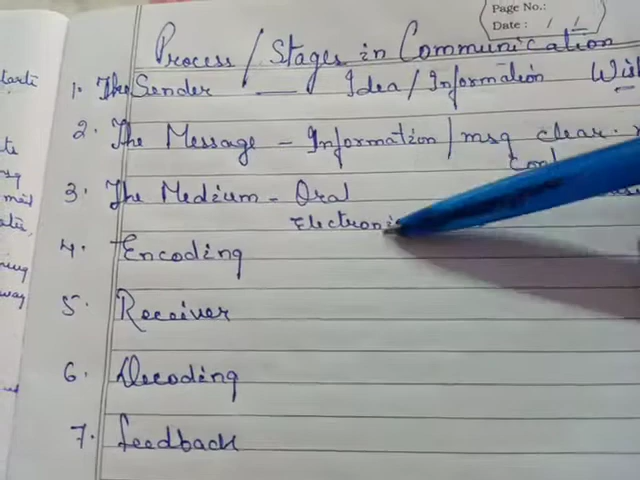 Page No.:
Date : / /
Process / Stages in Communication
1. The Sender — Idea / Information
2. The Message - Information / msg clear.
3. The Medium - Oral
Electronic
4. Encoding
5. Receiver
6. Decoding
7. feedback